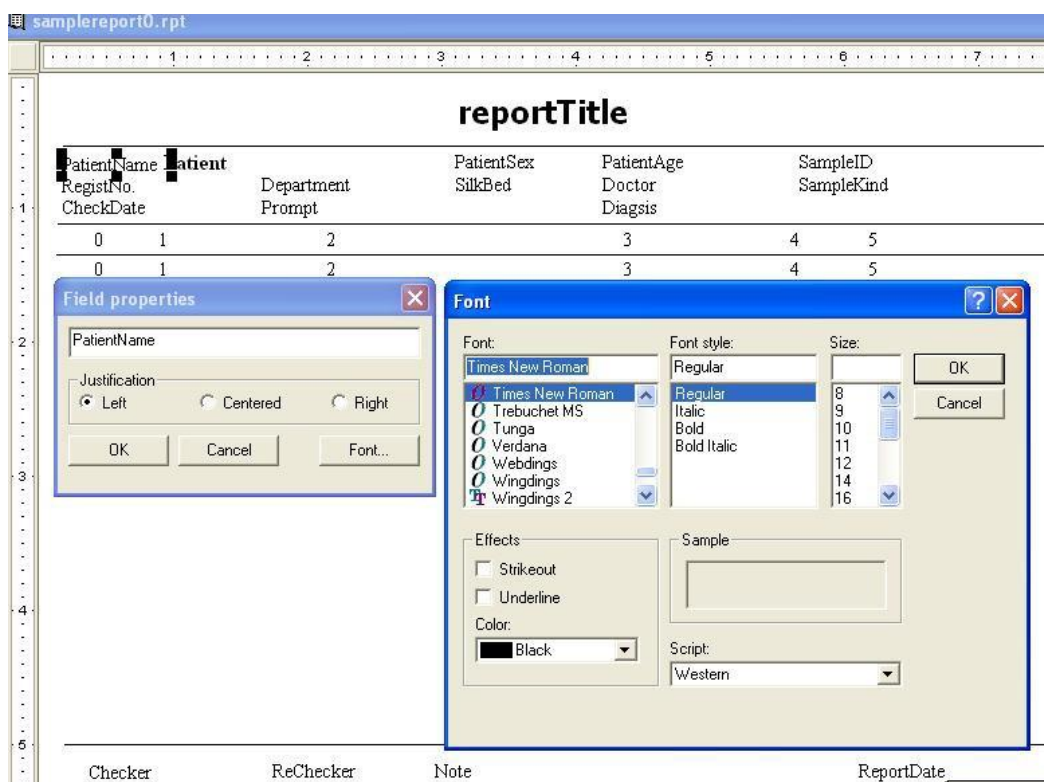 samplereport0.rpt
1 2 3 4 5 6 7
reportTitle
PatientName Patient PatientSex PatientAge SampleID
RegistNo. Department SilkBed Doctor SampleKind
CheckDate Prompt Diagsis
0 1 2 3 4 5
0 1 2 3 4 5
1
2
3
4
5
Field properties
PatientName
Justification
Left Centered Right
OK Cancel Font...
Font
Font: Font style: Size:
Times New Roman Regular OK
Times New Roman Regular 8
Trebuchet MS Italic 9 Cancel
Tunga Bold 10
Verdana Bold Italic 11
Webdings 12
Wingdings 14
Wingdings 2 16
Effects Sample
Strikeout
Underline
Color:
Black Script:
Western
Checker ReChecker Note ReportDate